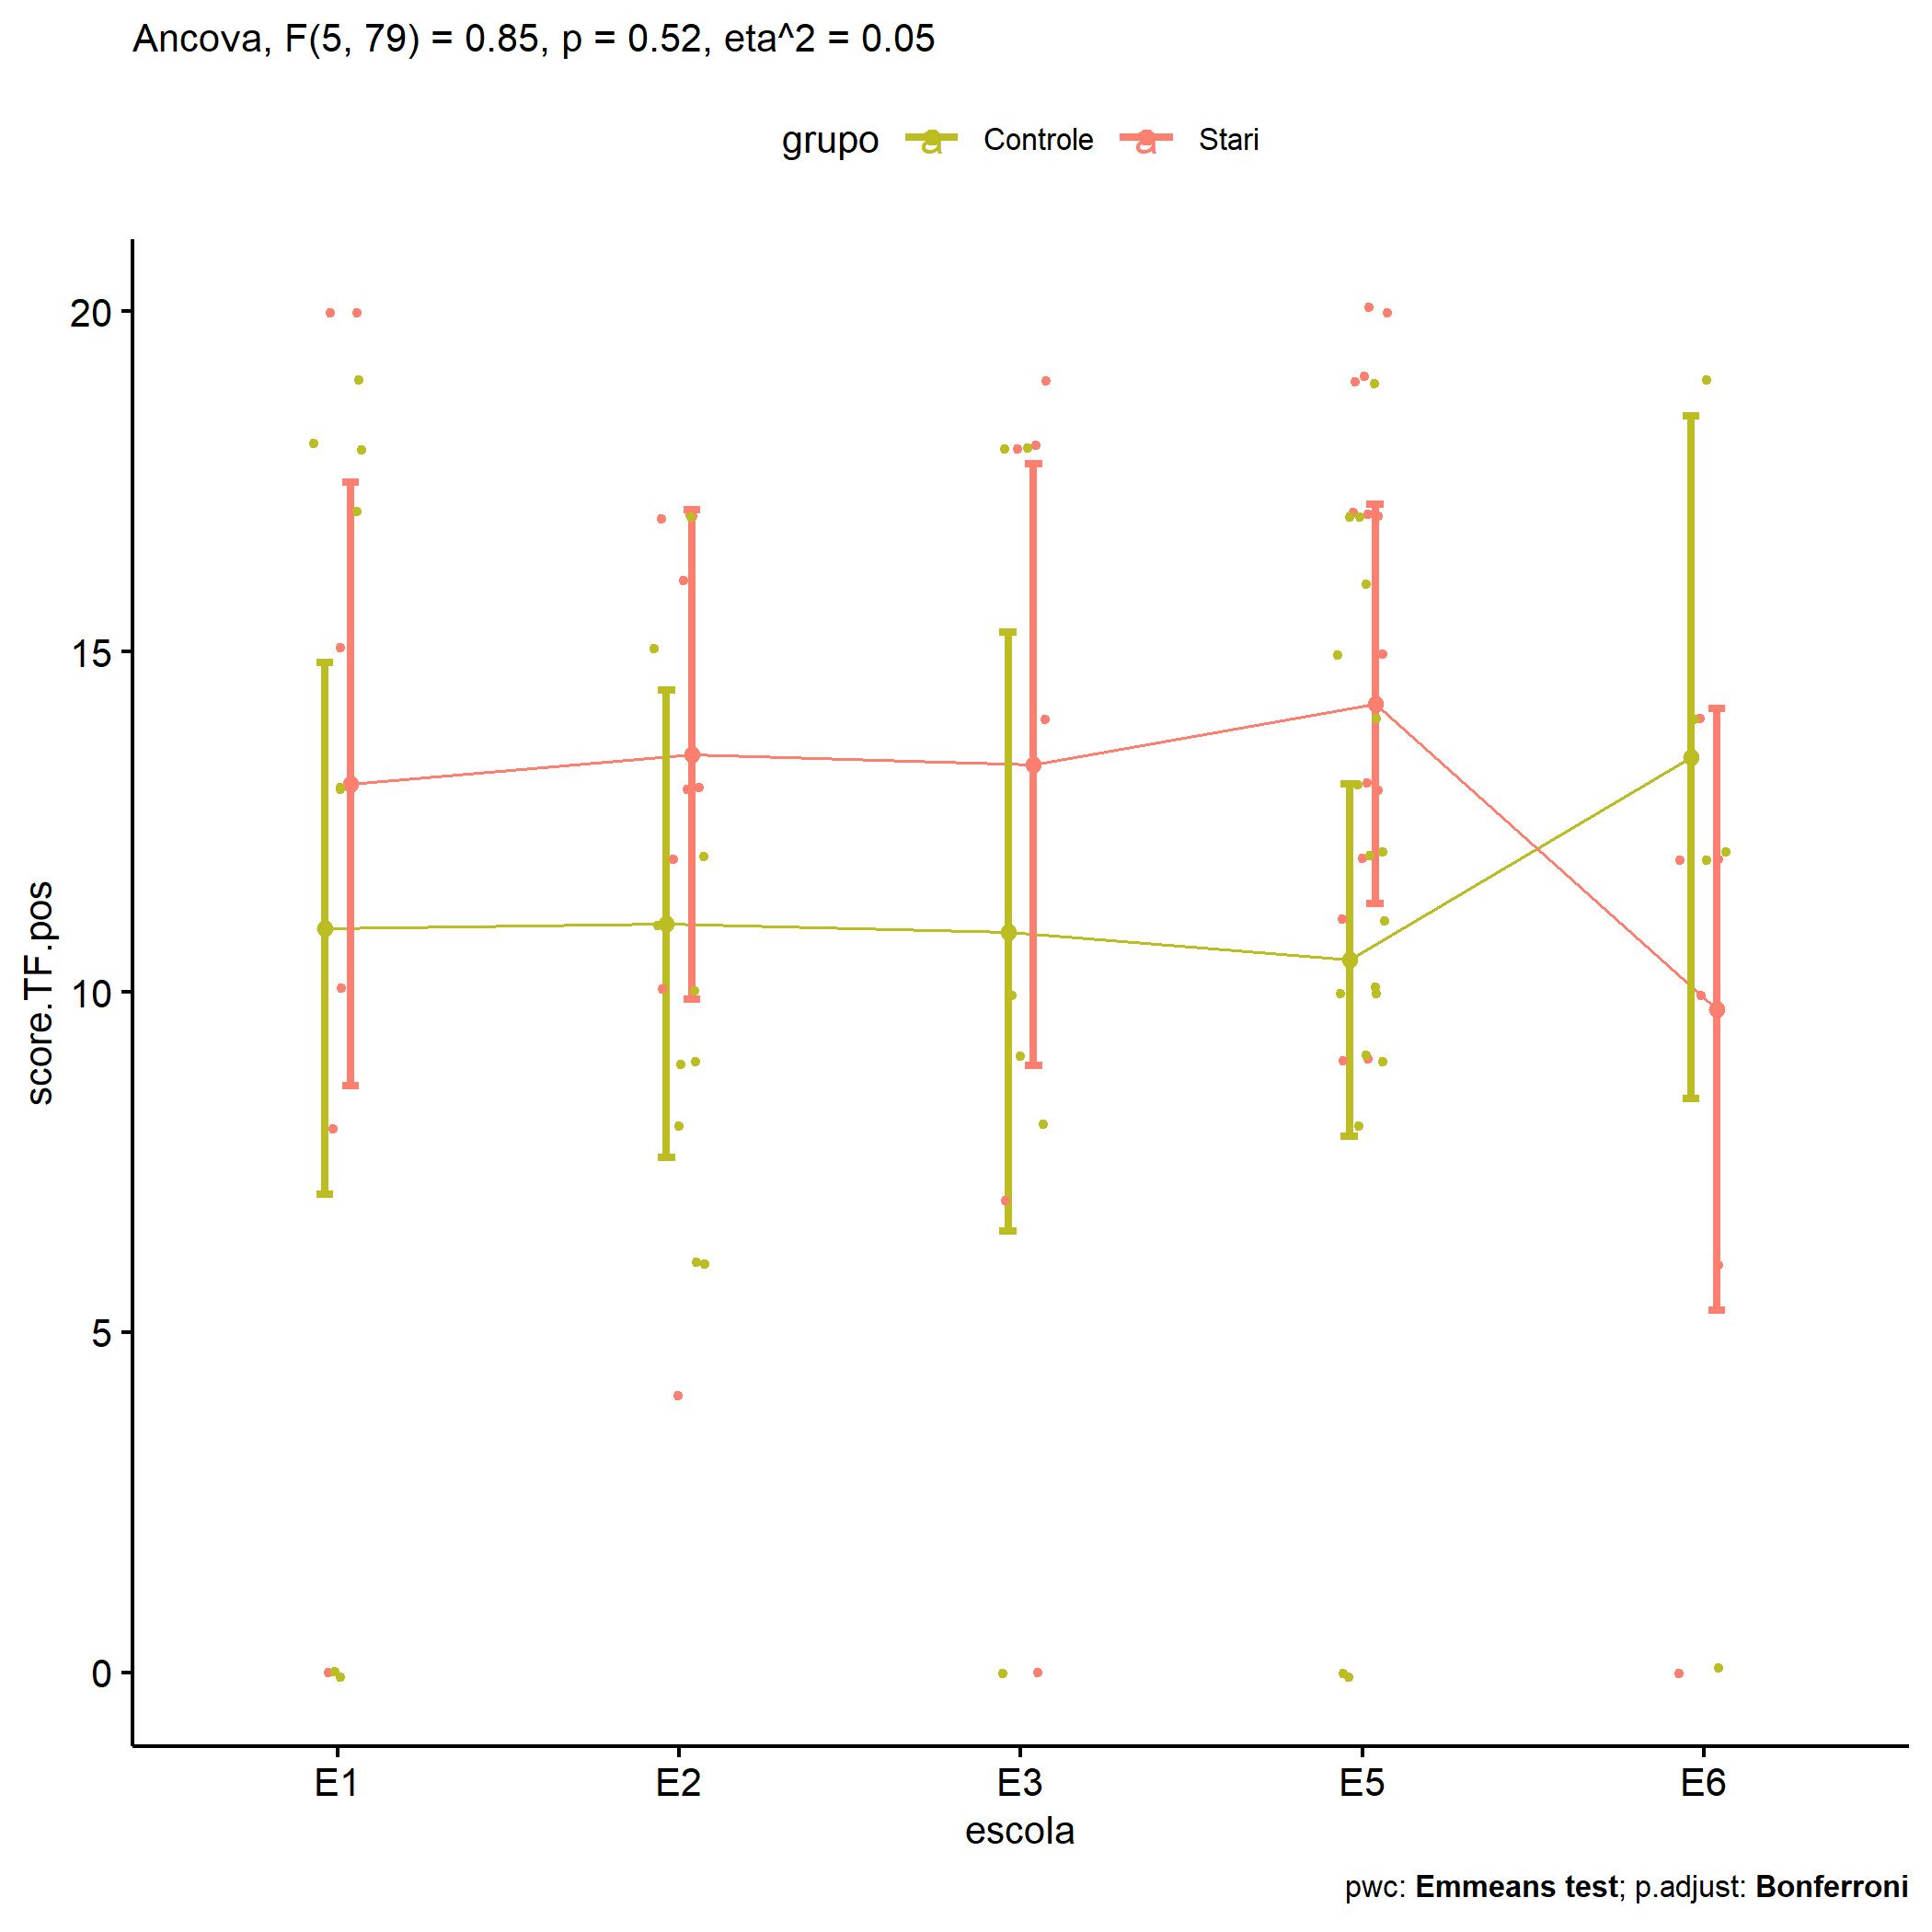 Ancova, F(5, 79) = 0.85, p = 0.52, eta^2 = 0.05
grupo a Controle a Stari
score.TF.pos
20
15
10
5
0
E1 E2 E3 E5 E6
escola
pwc: Emmeans test; p.adjust: Bonferroni